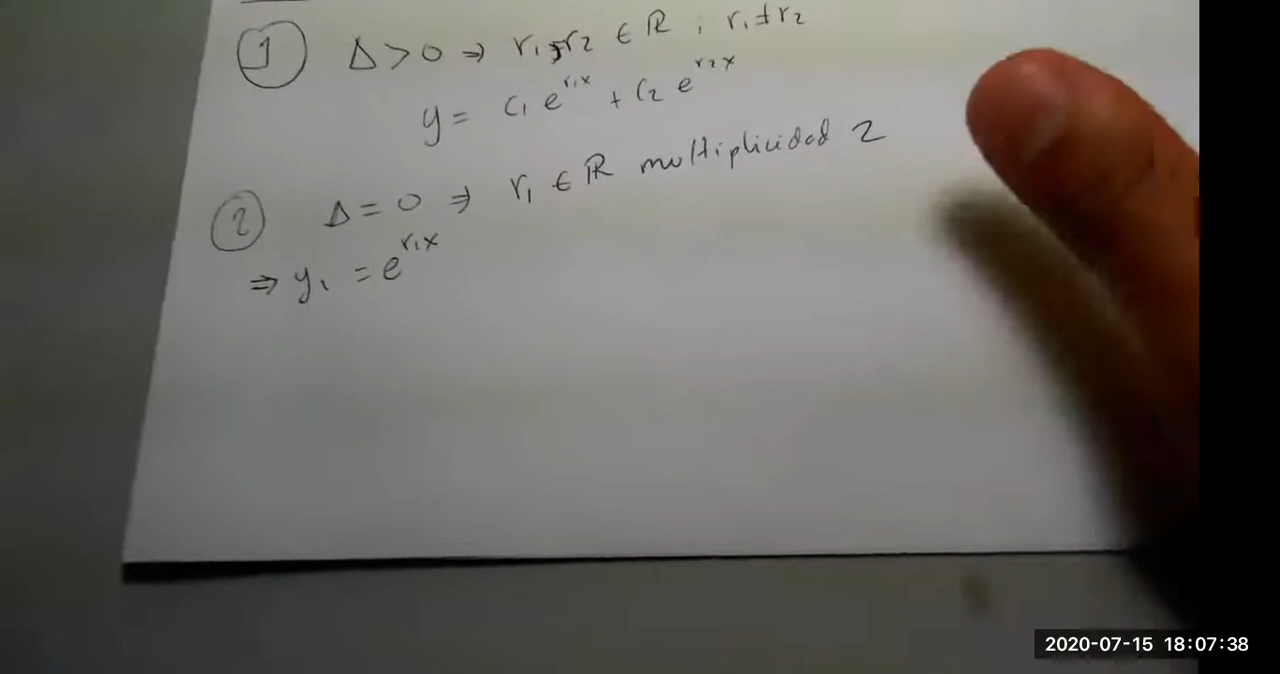 1 Δ > 0 ⇒ r₁, r₂ ∈ ℝ ; r₁ ≠ r₂
y = c₁ e^{r₁x} + c₂ e^{r₂x}
2 Δ = 0 ⇒ r₁ ∈ ℝ multiplicidad 2
⇒ y₁ = e^{r₁x}
2020-07-15 18:07:38